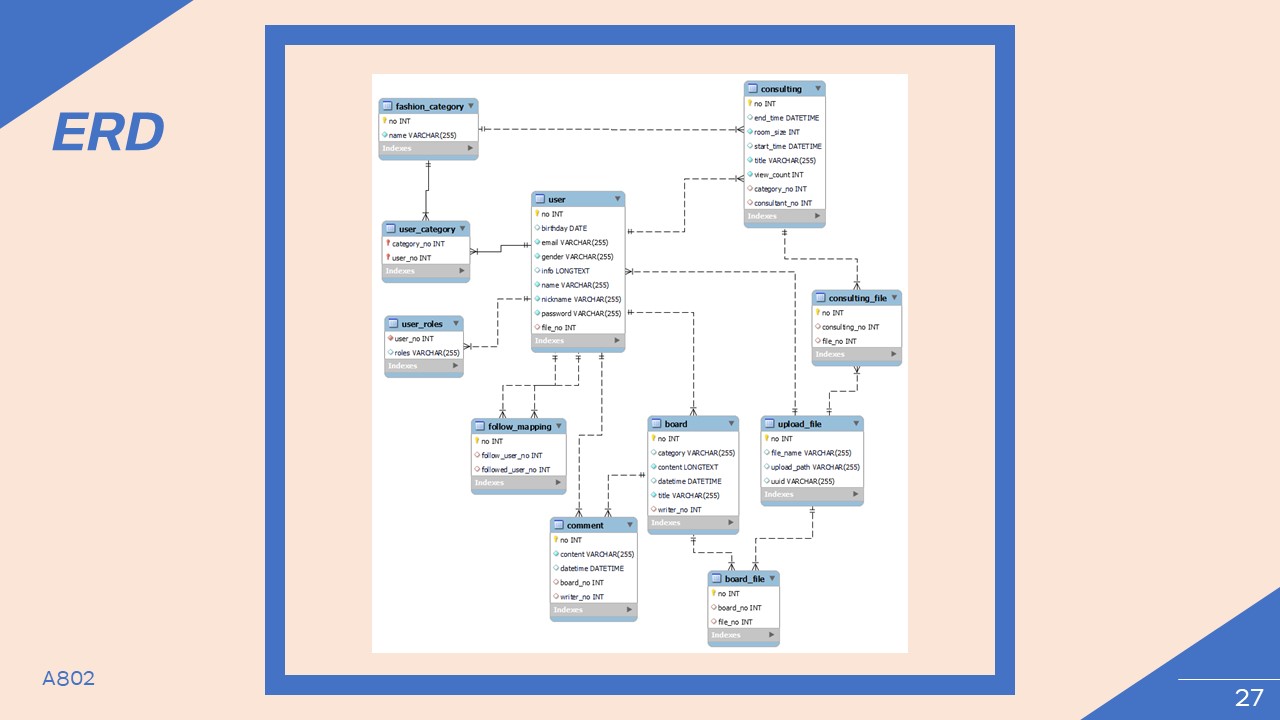 ERD
fashion_category
no INT
name VARCHAR(255)
Indexes
user_category
category_no INT
user_no INT
Indexes
user_roles
user_no INT
roles VARCHAR(255)
Indexes
user
no INT
birthday DATE
email VARCHAR(255)
gender VARCHAR(255)
info LONGTEXT
name VARCHAR(255)
nickname VARCHAR(255)
password VARCHAR(255)
file_no INT
Indexes
consulting
no INT
end_time DATETIME
room_size INT
start_time DATETIME
title VARCHAR(255)
view_count INT
category_no INT
consultant_no INT
Indexes
consulting_file
no INT
consulting_no INT
file_no INT
Indexes
follow_mapping
no INT
follow_user_no INT
followed_user_no INT
Indexes
board
no INT
category VARCHAR(255)
content LONGTEXT
datetime DATETIME
title VARCHAR(255)
writer_no INT
Indexes
upload_file
no INT
file_name VARCHAR(255)
upload_path VARCHAR(255)
uuid VARCHAR(255)
Indexes
comment
no INT
content VARCHAR(255)
datetime DATETIME
board_no INT
writer_no INT
Indexes
board_file
no INT
board_no INT
file_no INT
Indexes
A802
27